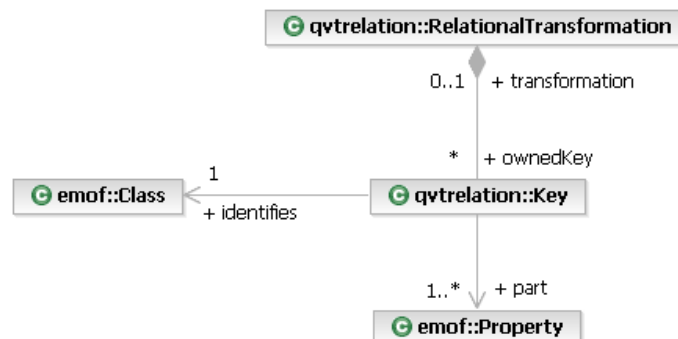 qvtrelation::RelationalTransformation
0..1 + transformation
* + ownedKey
1
emof::Class
qvtrelation::Key
+ identifies
1..* + part
emof::Property